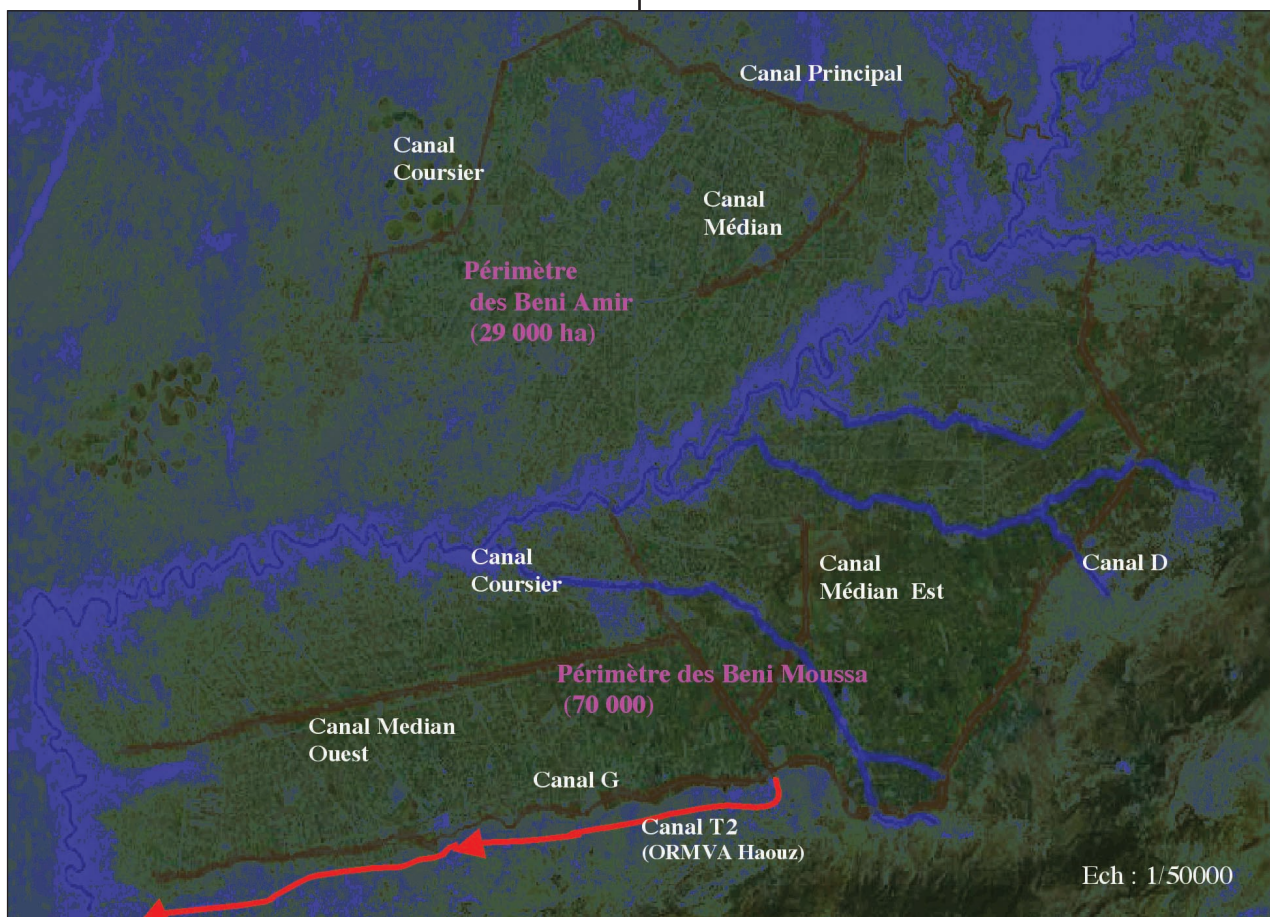 Canal Principal
Canal
Coursier
Canal
Médian
Périmètre
des Beni Amir
(29 000 ha)
Canal
Coursier
Canal
Médian Est
Canal D
Périmètre des Beni Moussa
(70 000)
Canal Median
Ouest
Canal G
Canal T2
(ORMVA Haouz)
Ech : 1/50000